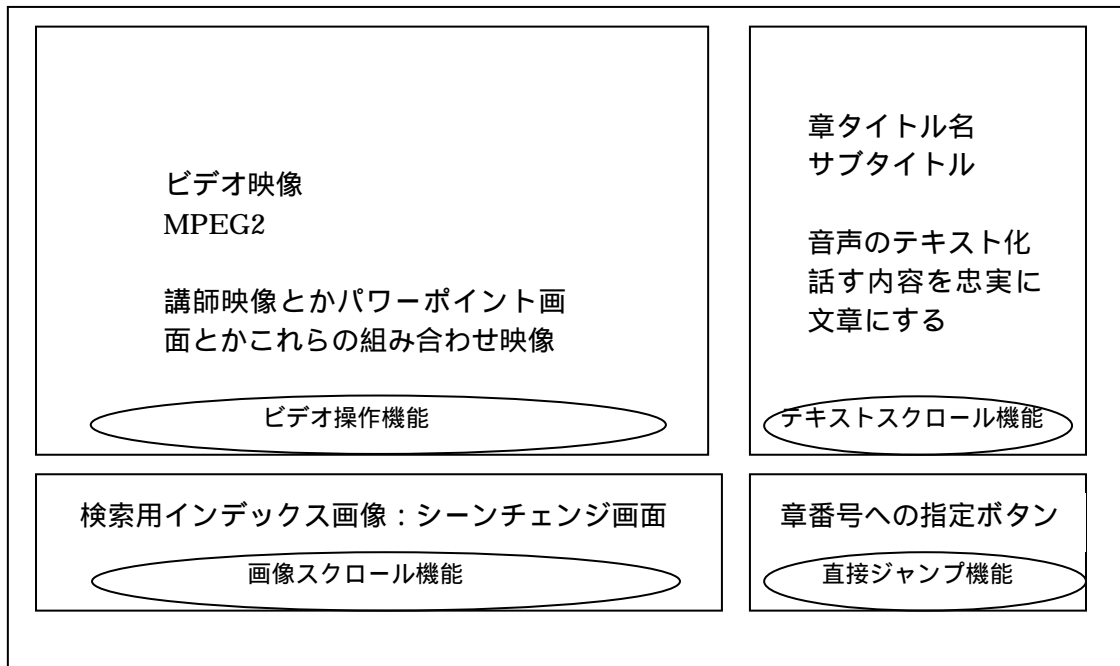 ビデオ映像
MPEG2
講師映像とかパワーポイント画
面とかこれらの組み合わせ映像
ビデオ操作機能
章タイトル名
サブタイトル
音声のテキスト化
話す内容を忠実に
文章にする
テキストスクロール機能
検索用インデックス画像：シーンチェンジ画面
画像スクロール機能
章番号への指定ボタン
直接ジャンプ機能